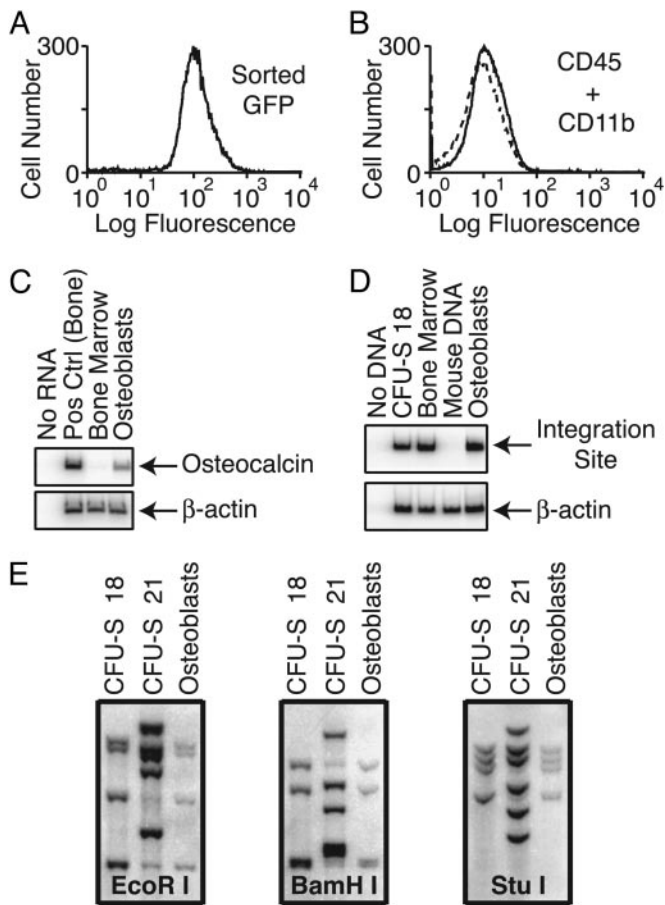 A
300
Cell Number
0
Sorted
GFP
10^0 10^1 10^2 10^3 10^4
Log Fluorescence
B
300
Cell Number
0
CD45
+
CD11b
10^0 10^1 10^2 10^3 10^4
Log Fluorescence
C
No RNA
Pos Ctrl (Bone)
Bone Marrow
Osteoblasts
Osteocalcin
β-actin
D
No DNA
CFU-S 18
Bone Marrow
Mouse DNA
Osteoblasts
Integration
Site
β-actin
E
CFU-S 18
CFU-S 21
Osteoblasts
EcoR I
CFU-S 18
CFU-S 21
Osteoblasts
BamH I
CFU-S 18
CFU-S 21
Osteoblasts
Stu I